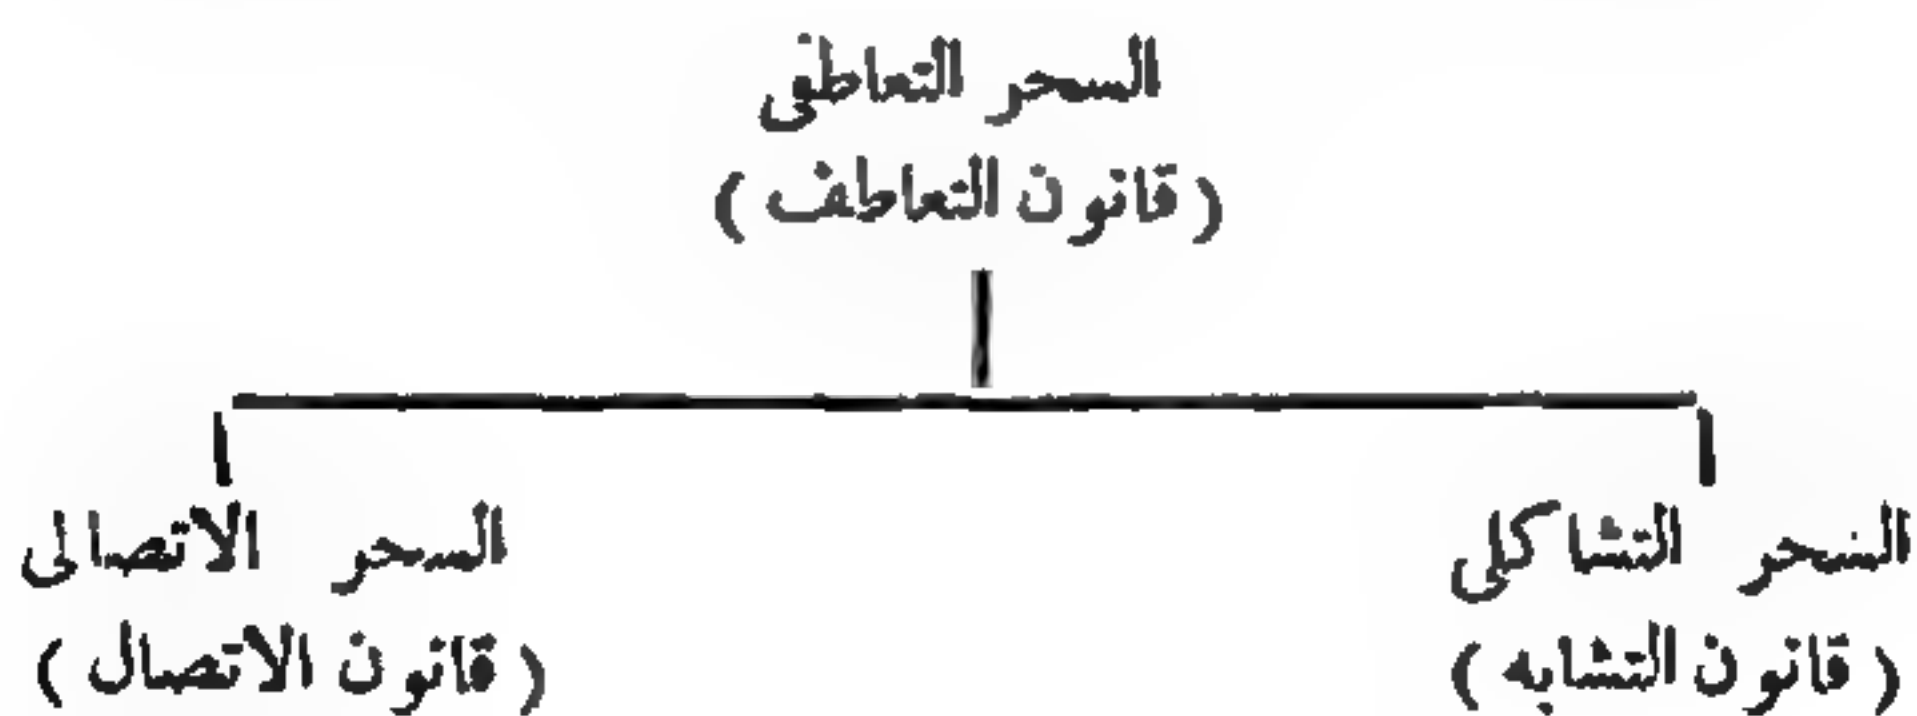 السحر التعاطفى
( قانون التعاطف )
السحر التشاكلى
( قانون التشابه )
السحر الاتصالى
( قانون الاتصال )